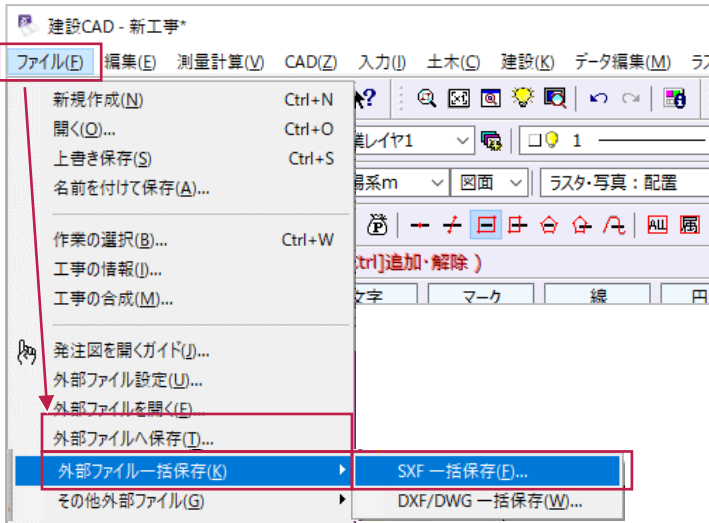 建設CAD - 新工事*
ファイル(F) 編集(E) 測量計算(V) CAD(Z) 入力(I) 土木(C) 建設(K) データ編集(M) ラス
新規作成(N) Ctrl+N
開く(O)...
上書き保存(S) Ctrl+S
名前を付けて保存(A)...
作業の選択(B)... Ctrl+W
工事の情報(I)...
工事の合成(M)...
発注図を開くガイド(J)...
外部ファイル設定(U)...
外部ファイルを開く(F)...
外部ファイルへ保存(T)...
外部ファイル一括保存(K)
その他外部ファイル(G)
SXF 一括保存(F)...
DXF/DWG 一括保存(W)...
業レイヤ1
1
場系m 図面 ラスタ・写真：配置
ALL 属
ctrl]追加・解除 )
文字 マーク 線 円